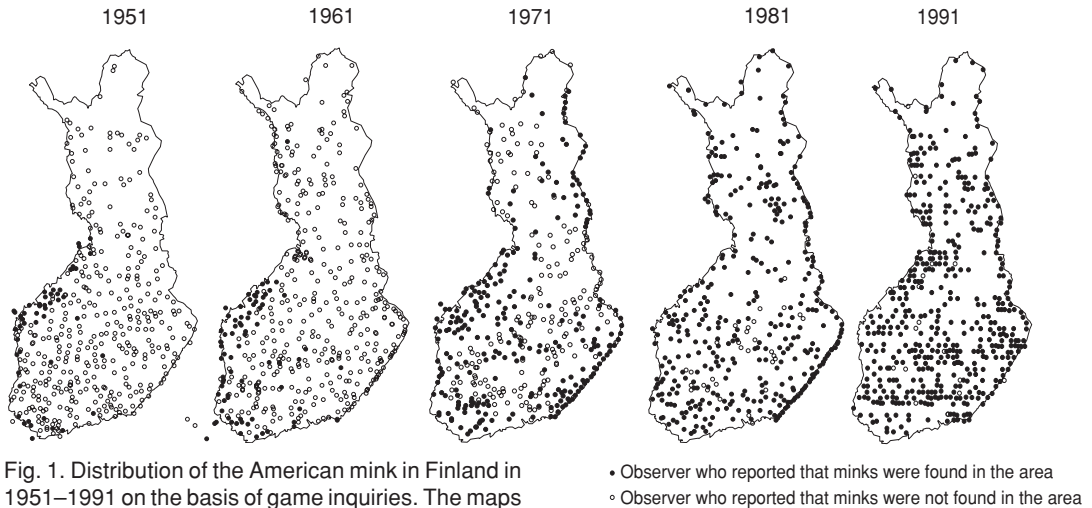 1951 1961 1971 1981 1991
Fig. 1. Distribution of the American mink in Finland in
1951–1991 on the basis of game inquiries. The maps
• Observer who reported that minks were found in the area
◦ Observer who reported that minks were not found in the area